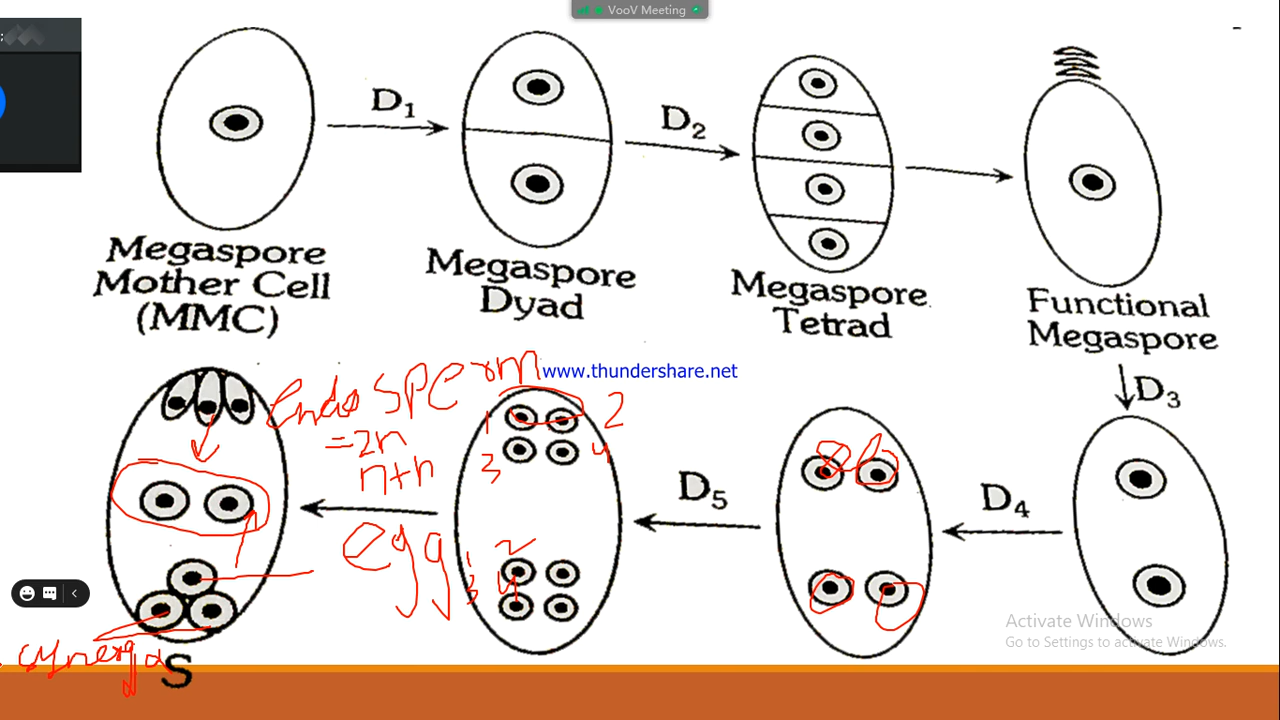 VooV Meeting
D1
D2
Megaspore
Mother Cell
(MMC)
Megaspore
Dyad
Megaspore
Tetrad
Functional
Megaspore
D3
www.thundershare.net
EndoSPErm
=2n
n+n
1 2
3 4
egg
1 2
3 4
D5
D4
synergid
S
Activate Windows
Go to Settings to activate Windows.